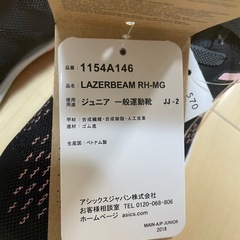 品番 1154A146
品名 LAZERBEAM RH-MG
使用用途 ジュニア 一般運動靴 JJ-2
甲材：合成繊維・合成樹脂・人工皮革
底材：ゴム底
生産国：ベトナム製
アシックスジャパン株式会社
お客様相談室 TEL 0120-068-806
ホームページ asics.com
MAIN-AJP-JUNIOR
2018
570